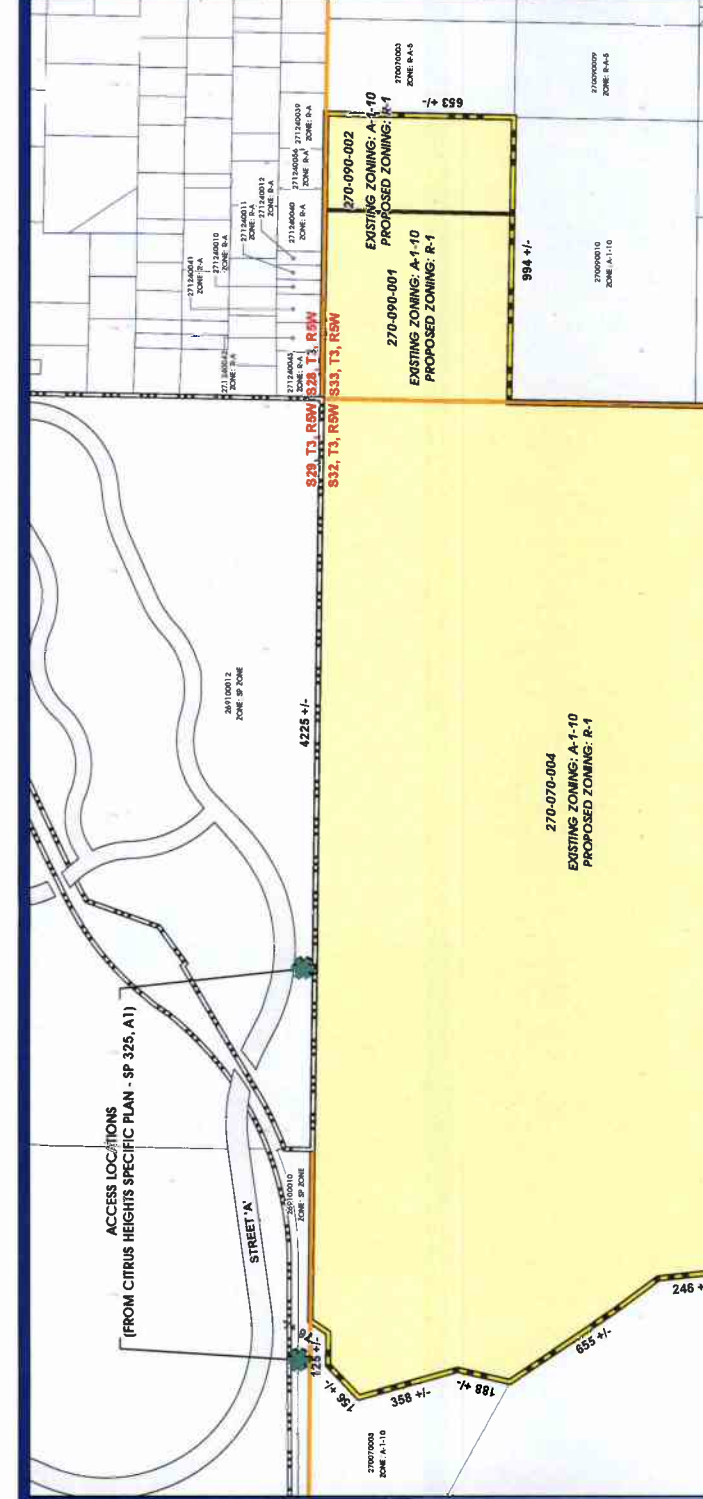 ACCESS LOCATIONS
(FROM CITRUS HEIGHTS SPECIFIC PLAN - SP 325, A1)
STREET 'A'
269100010
ZONE: SP ZONE
269100012
ZONE: SP ZONE
4225 +/-
125 +/-
156 +/-
358 +/-
188 +/-
655 +/-
246 +
270070003
ZONE: A-1-10
270-070-004
EXISTING ZONING: A-1-10
PROPOSED ZONING: R-1
S29, T3, R5W
S28, T3, R5W
S32, T3, R5W
S33, T3, R5W
ZONE: R-A
271240043
ZONE: R-A
271240041
ZONE: R-A
271240010
ZONE: R-A
271240011
ZONE: R-A
271240012
ZONE: R-A
271240040
ZONE: R-A
271240056
ZONE: R-A
271240039
ZONE: R-A
270-090-001
EXISTING ZONING: A-1-10
PROPOSED ZONING: R-1
270-090-002
EXISTING ZONING: A-1-10
PROPOSED ZONING: R-1
653 +/-
994 +/-
270070003
ZONE: R-A-5
270090009
ZONE: R-A-5
270090010
ZONE: A-1-10